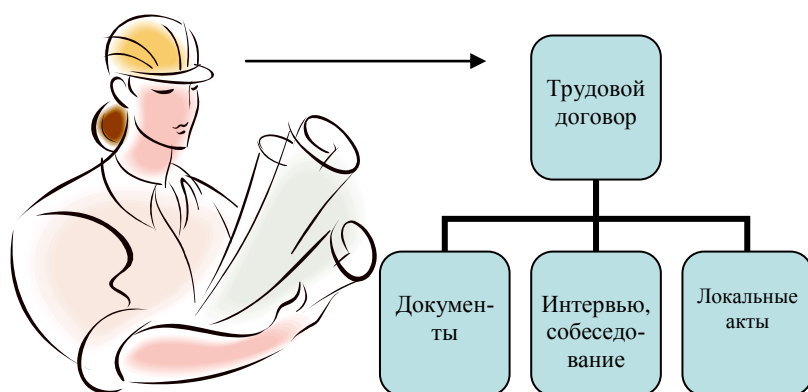 Трудовой
договор
Докумен-
ты
Интервью,
собеседо-
вание
Локальные
акты